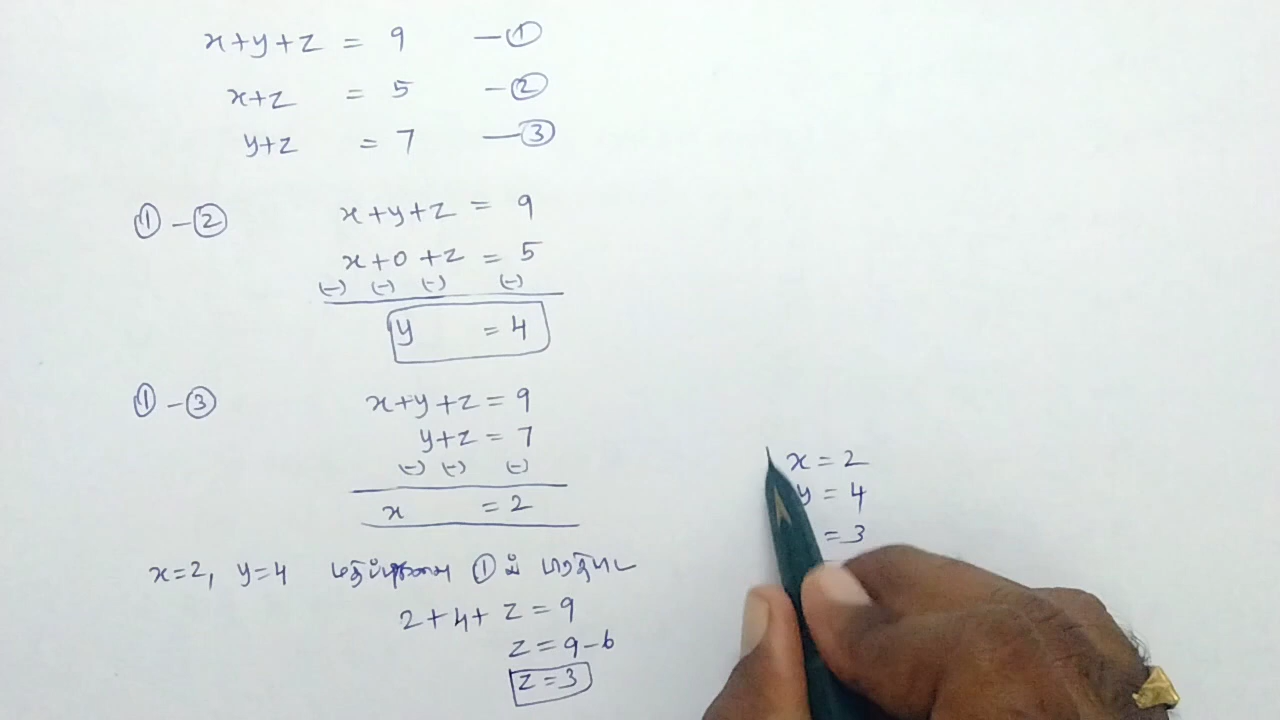 x+y+z = 9 —①
x+z = 5 —②
y+z = 7 —③
① – ② x+y+z = 9
x+0+z = 5
(-) (-) (-) (-)
y = 4
① – ③ x+y+z = 9
y+z = 7
(-) (-) (-)
x = 2
x=2, y=4 ① ல்
2+4+ z = 9
z = 9–6
z = 3
x = 2
y = 4
= 3